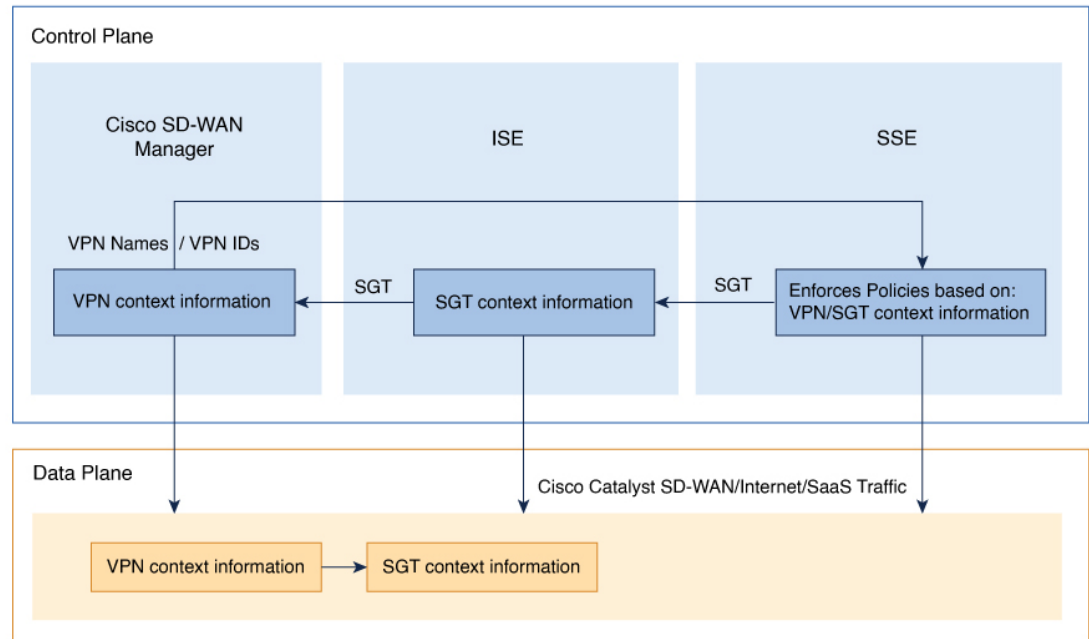 Control Plane
Cisco SD-WAN
Manager
ISE
SSE
VPN Names / VPN IDs
VPN context information
SGT
SGT context information
SGT
Enforces Policies based on:
VPN/SGT context information
Data Plane
Cisco Catalyst SD-WAN/Internet/SaaS Traffic
VPN context information
SGT context information